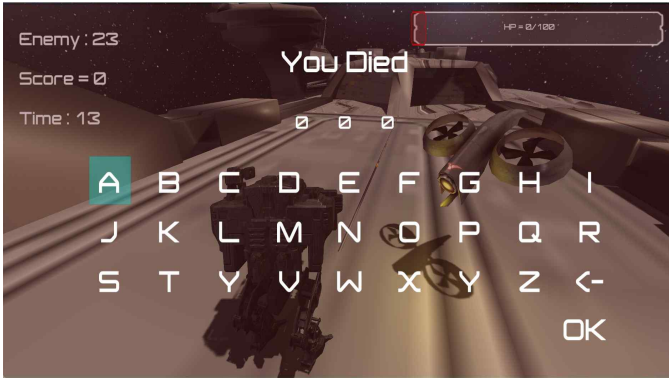 Enemy : 23
HP = 0/100
You Died
Score = 0
Time : 13
0 0 0
A B C D E F G H I
J K L M N O P Q R
S T Y V W X Y Z <-
OK